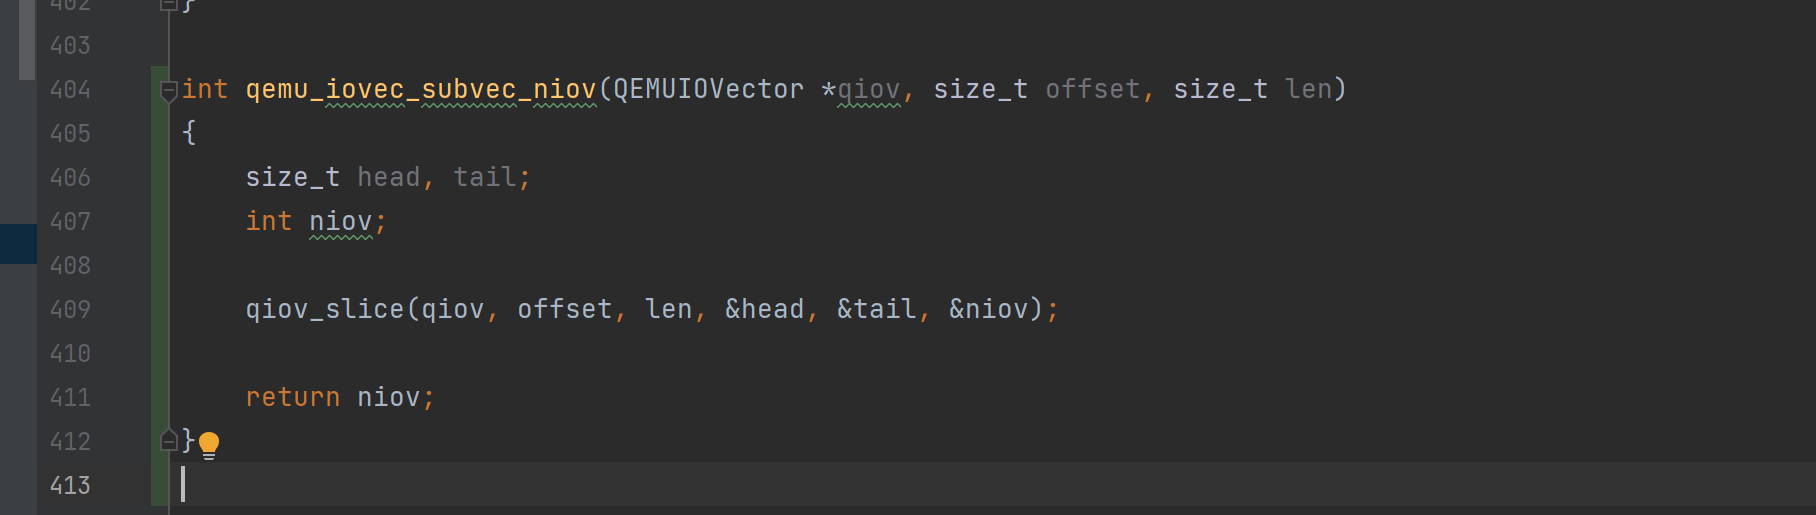 402 }
403
404 int qemu_iovec_subvec_niov(QEMUIOVector *qiov, size_t offset, size_t len)
405 {
406     size_t head, tail;
407     int niov;
408
409     qiov_slice(qiov, offset, len, &head, &tail, &niov);
410
411     return niov;
412 }
413